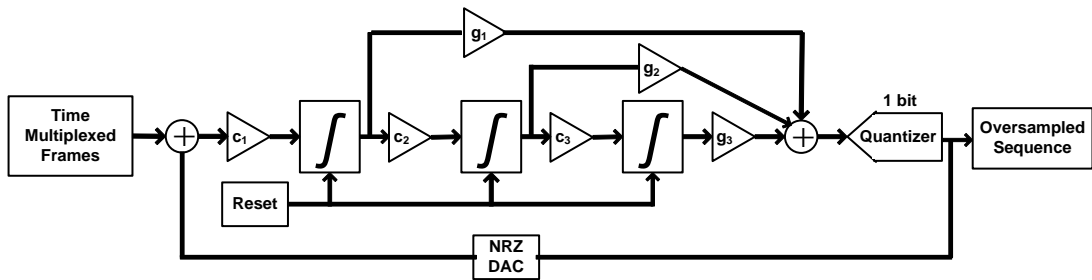 Time
Multiplexed
Frames
c1
∫
c2
∫
c3
∫
g1
g2
g3
1 bit
Quantizer
Oversampled
Sequence
Reset
NRZ
DAC